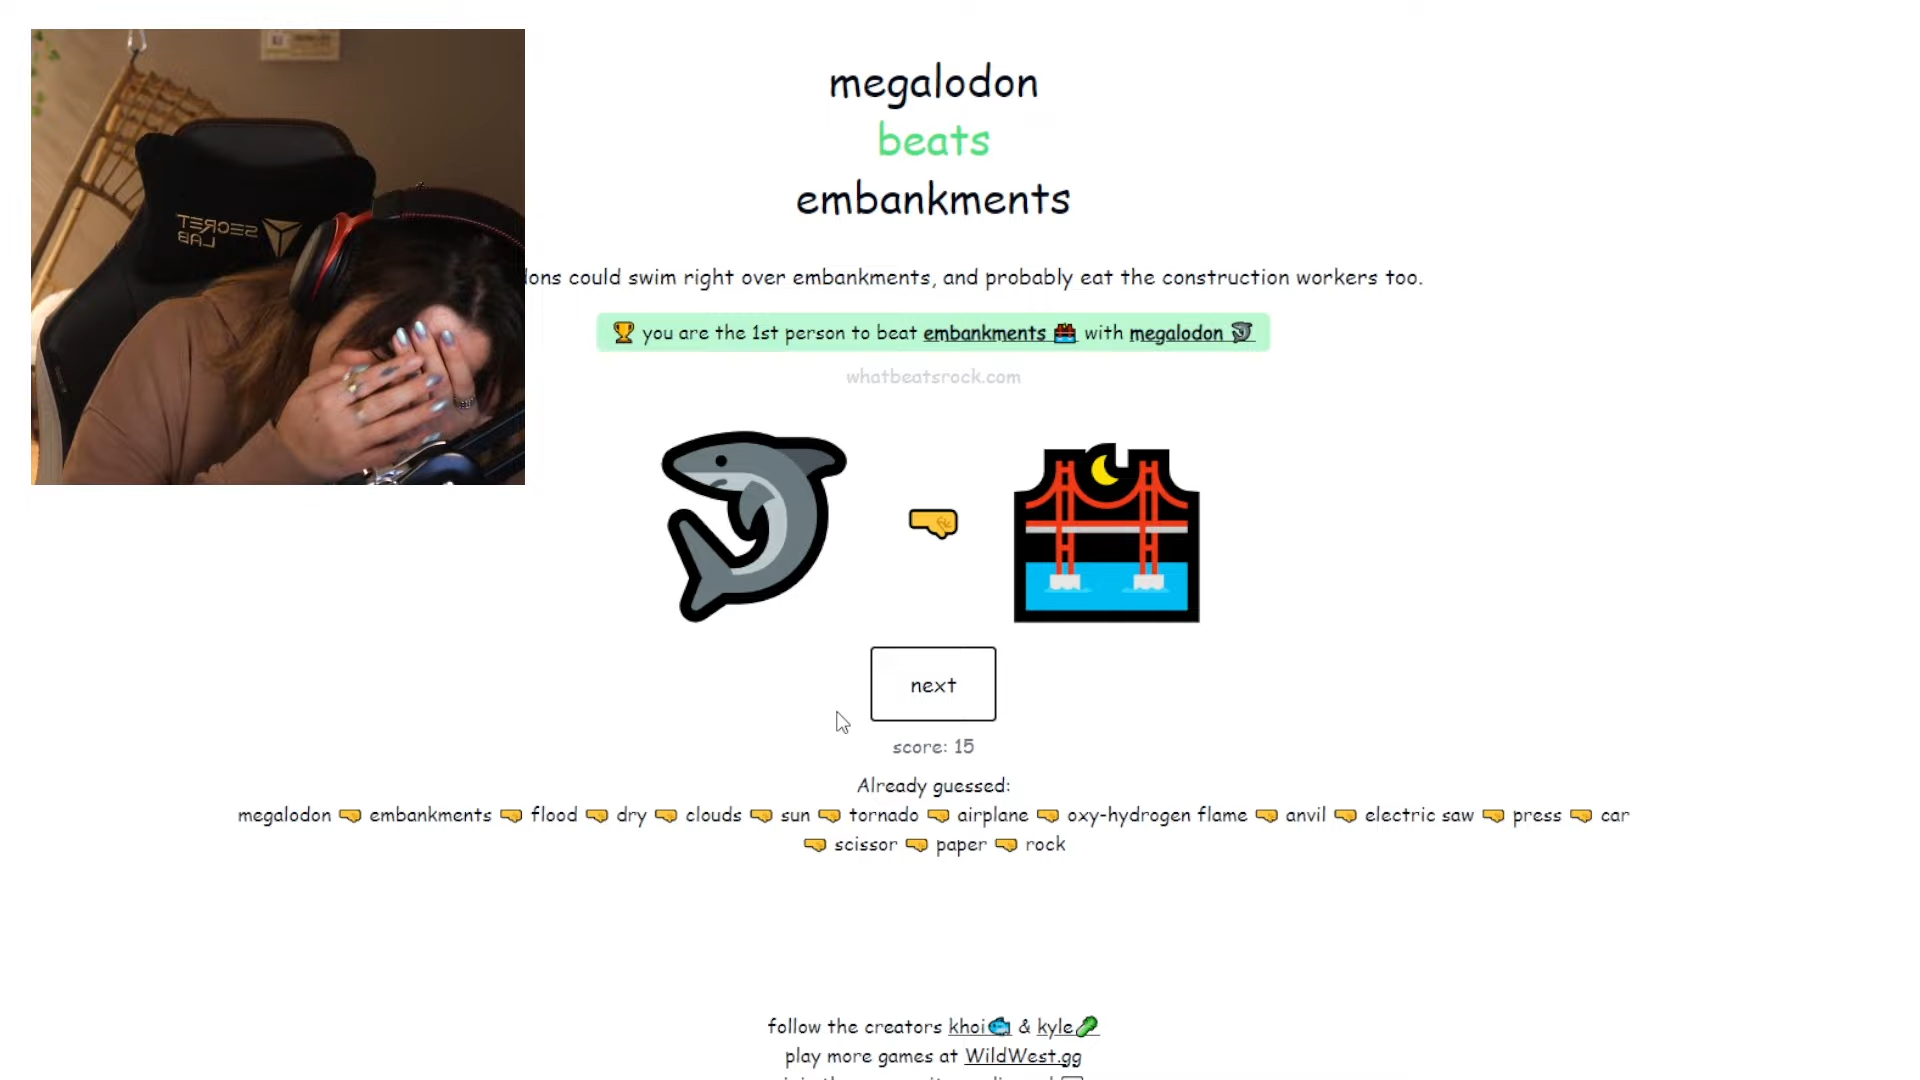 megalodon
beats
embankments
ons could swim right over embankments, and probably eat the construction workers too.
🏆 you are the 1st person to beat embankments 🌉 with megalodon 🦈
whatbeatsrock.com
SECRET
LAB
next
score: 15
Already guessed:
megalodon 🤜 embankments 🤜 flood 🤜 dry 🤜 clouds 🤜 sun 🤜 tornado 🤜 airplane 🤜 oxy-hydrogen flame 🤜 anvil 🤜 electric saw 🤜 press 🤜 car
🤜 scissor 🤜 paper 🤜 rock
follow the creators khoi🐟 & kyle🥒
play more games at WildWest.gg